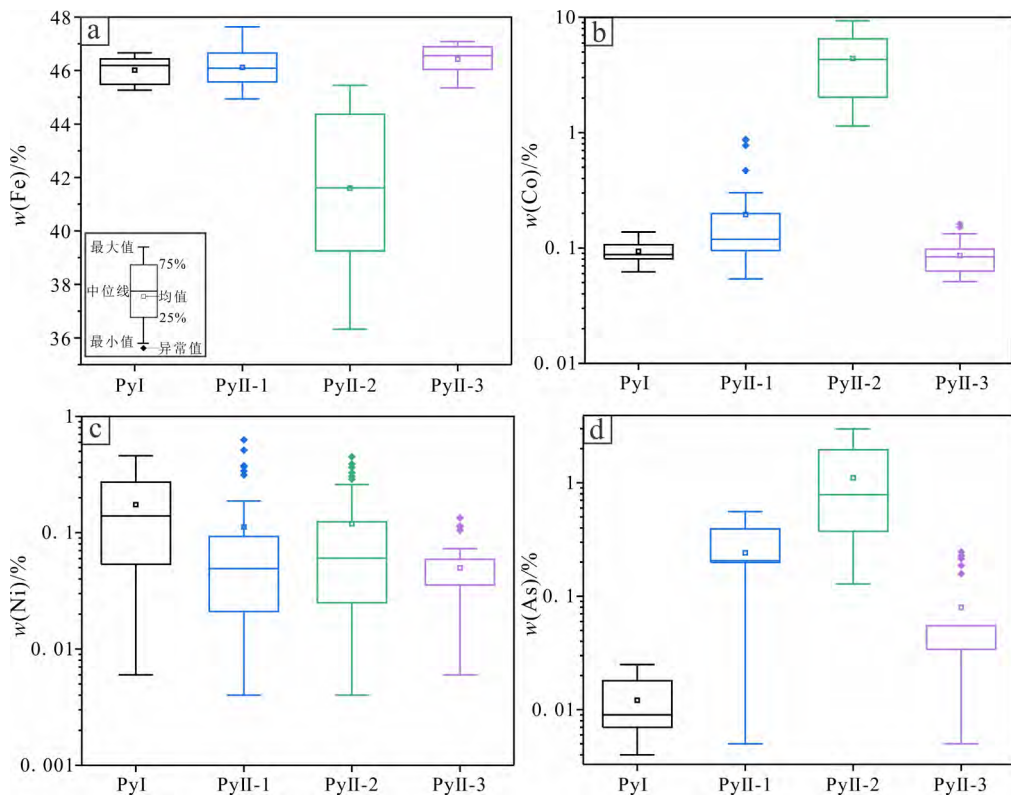 a
w(Fe)/%
48
46
44
42
40
38
36
最大值
75%
中位线
均值
25%
最小值
异常值
PyI
PyII-1
PyII-2
PyII-3
b
w(Co)/%
10
1
0.1
0.01
PyI
PyII-1
PyII-2
PyII-3
c
w(Ni)/%
1
0.1
0.01
0.001
PyI
PyII-1
PyII-2
PyII-3
d
w(As)/%
1
0.1
0.01
PyI
PyII-1
PyII-2
PyII-3